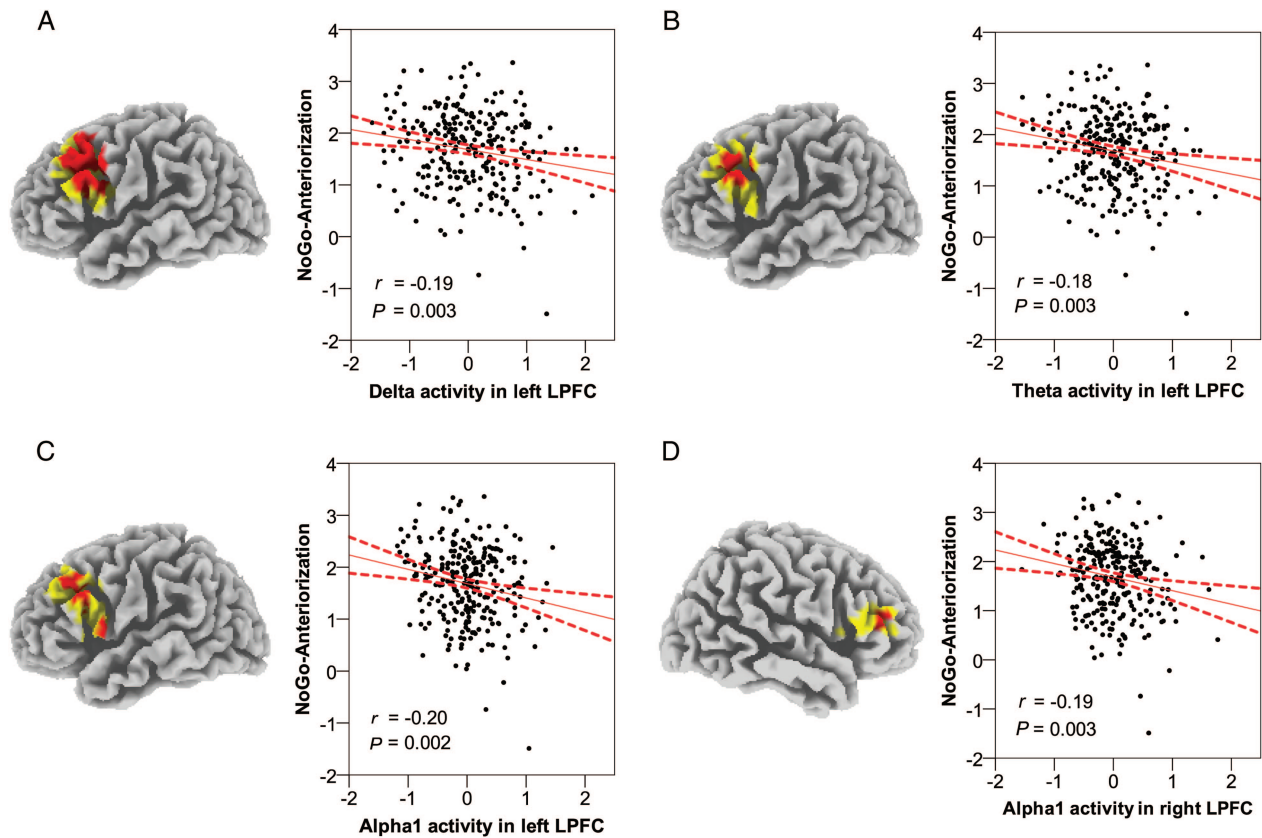 A
NoGo-Anteriorization
4
3
2
1
0
-1
-2
r = -0.19
P = 0.003
-2 -1 0 1 2
Delta activity in left LPFC
B
NoGo-Anteriorization
4
3
2
1
0
-1
-2
r = -0.18
P = 0.003
-2 -1 0 1 2
Theta activity in left LPFC
C
NoGo-Anteriorization
4
3
2
1
0
-1
-2
r = -0.20
P = 0.002
-2 -1 0 1 2
Alpha1 activity in left LPFC
D
NoGo-Anteriorization
4
3
2
1
0
-1
-2
r = -0.19
P = 0.003
-2 -1 0 1 2
Alpha1 activity in right LPFC